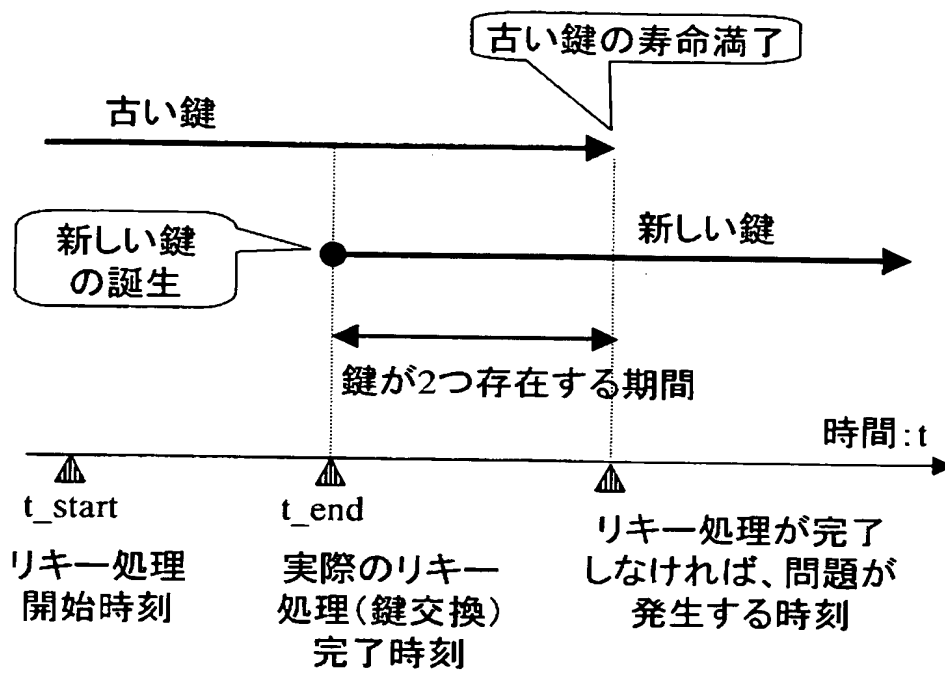 古い鍵の寿命満了
古い鍵
新しい鍵
の誕生
新しい鍵
鍵が2つ存在する期間
時間:t
t_start
リキー処理
開始時刻
t_end
実際のリキー
処理(鍵交換)
完了時刻
リキー処理が完了
しなければ、問題が
発生する時刻